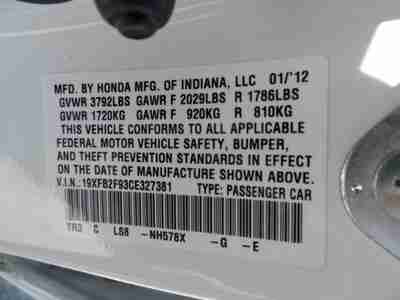 MFD. BY HONDA MFG. OF INDIANA, LLC 01/'12
GVWR 3792LBS GAWR F 2029LBS R 1786LBS
GVWR 1720KG GAWR F 920KG R 810KG
THIS VEHICLE CONFORMS TO ALL APPLICABLE
FEDERAL MOTOR VEHICLE SAFETY, BUMPER,
AND THEFT PREVENTION STANDARDS IN EFFECT
ON THE DATE OF MANUFACTURE SHOWN ABOVE.
V.I.N.: 19XFB2F93CE327381 TYPE: PASSENGER CAR
TR3 C LS8 -NH578X -G -E